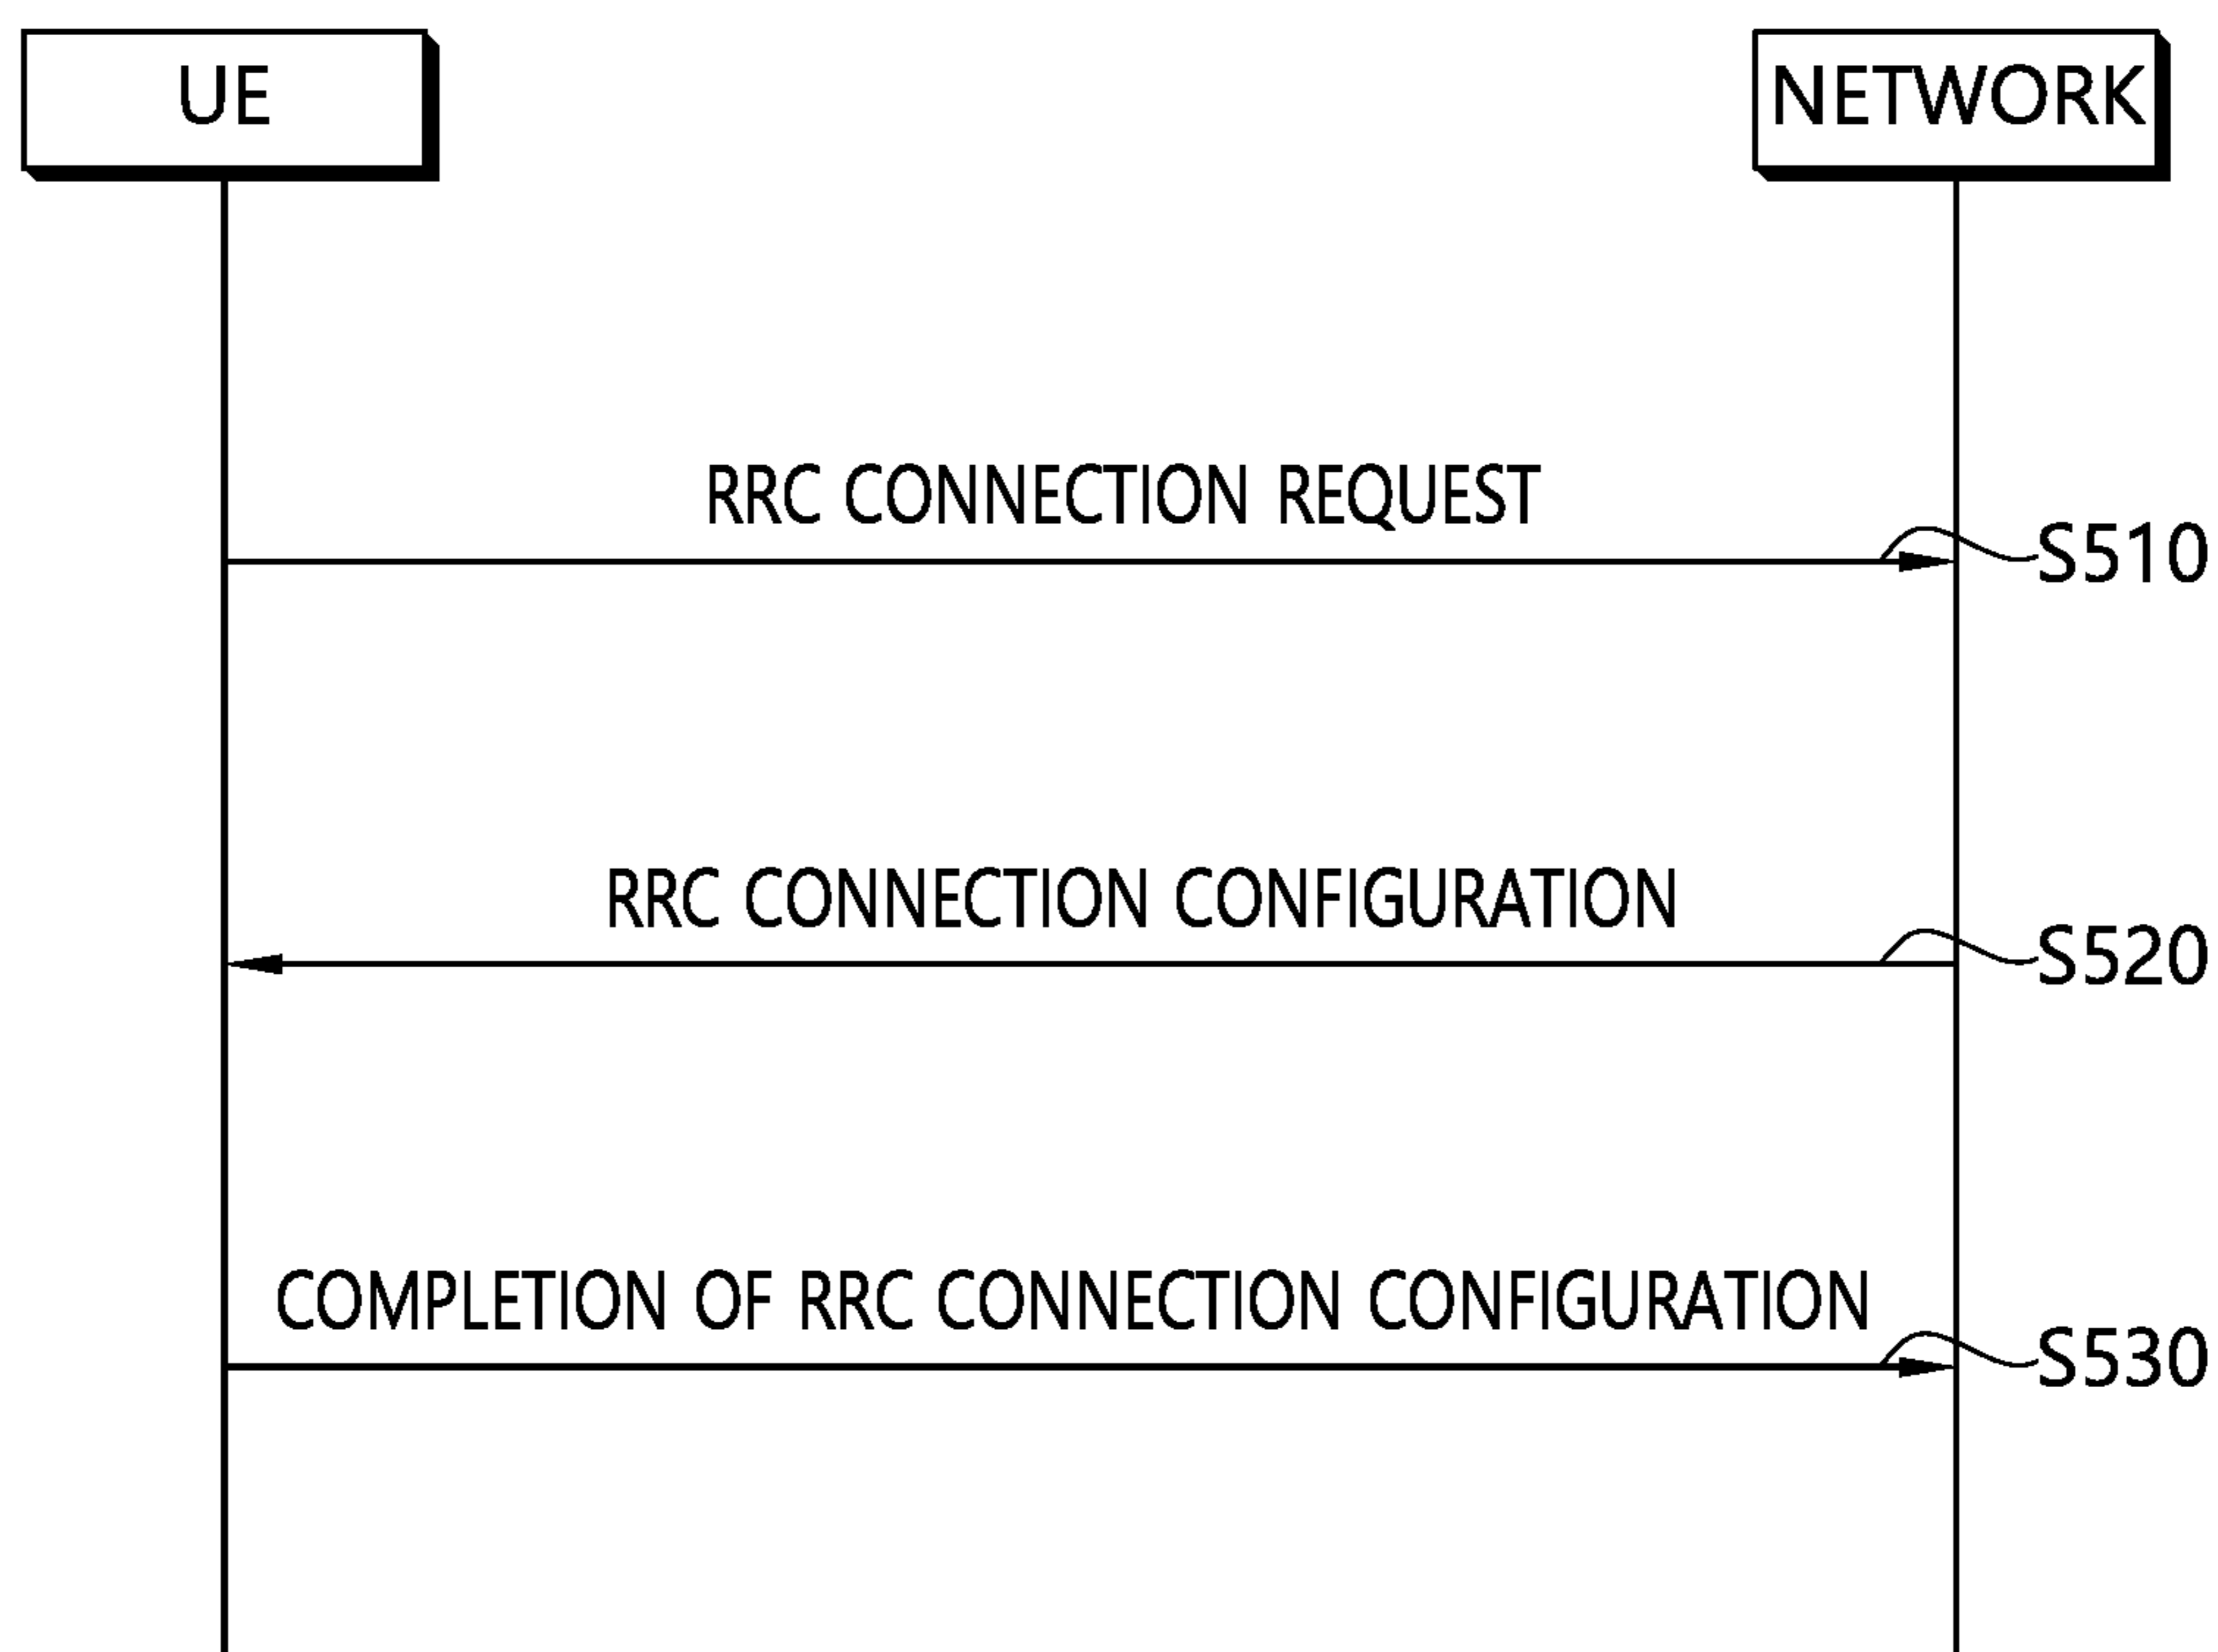 UE
NETWORK
RRC CONNECTION REQUEST
S510
RRC CONNECTION CONFIGURATION
S520
COMPLETION OF RRC CONNECTION CONFIGURATION
S530